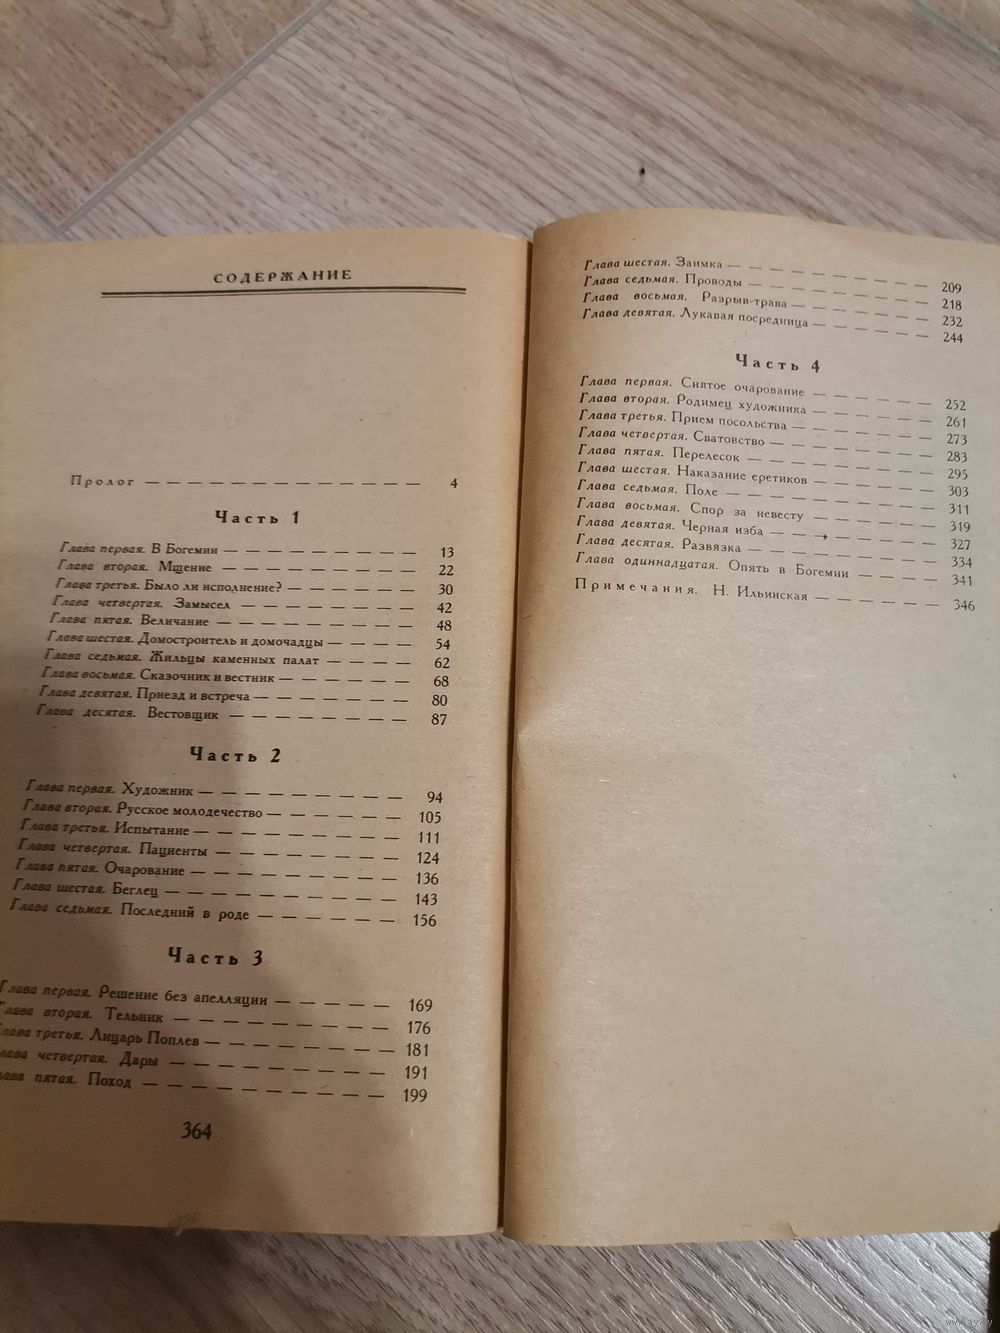 СОДЕРЖАНИЕ
Пролог — — — — — — — — — — — — 4
Часть 1
Глава первая. В Богемии — — — — — — — — 13
Глава вторая. Мщение — — — — — — — — 22
Глава третья. Было ли исполнение? — — — — — 30
Глава четвертая. Замысел — — — — — — — 42
Глава пятая. Величание — — — — — — — — 48
Глава шестая. Домостроитель и домочадцы — — — — 54
Глава седьмая. Жильцы каменных палат — — — — 62
Глава восьмая. Сказочник и вестник — — — — — — 68
Глава девятая. Приезд и встреча — — — — — — — 80
Глава десятая. Вестовщик — — — — — — — — 87
Часть 2
Глава первая. Художник — — — — — — — — — 94
Глава вторая. Русское молодечество — — — — — — 105
Глава третья. Испытание — — — — — — — — 111
Глава четвертая. Пациенты — — — — — — — — 124
Глава пятая. Очарование — — — — — — — — — 136
Глава шестая. Беглец — — — — — — — — — 143
Глава седьмая. Последний в роде — — — — — — 156
Часть 3
Глава первая. Решение без апелляции — — — — — 169
Глава вторая. Тельник — — — — — — — — — 176
лава третья. Лицарь Поплев — — — — — — — — 181
лава четвертая. Дары — — — — — — — — — 191
ава пятая. Поход — — — — — — — — — — 199
364
Глава шестая. Заимка — — — — — — — — — — 209
Глава седьмая. Проводы — — — — — — — — — 218
Глава восьмая. Разрыв-трава — — — — — — — 232
Глава девятая. Лукавая посредница — — — — — — 244
Часть 4
Глава первая. Снятое очарование — — — — — — 252
Глава вторая. Родимец художника — — — — — — 261
Глава третья. Прием посольства — — — — — — — 273
Глава четвертая. Сватовство — — — — — — — — 283
Глава пятая. Перелесок — — — — — — — — — 295
Глава шестая. Наказание еретиков — — — — — — 303
Глава седьмая. Поле — — — — — — — — — — 311
Глава восьмая. Спор за невесту — — — — — — 319
Глава девятая. Черная изба — — — — — — — — 327
Глава десятая. Развязка — — — — — — — — — 334
Глава одиннадцатая. Опять в Богемии — — — — — 341
Примечания. Н. Ильинская — — — — — — — 346
www.ay.by